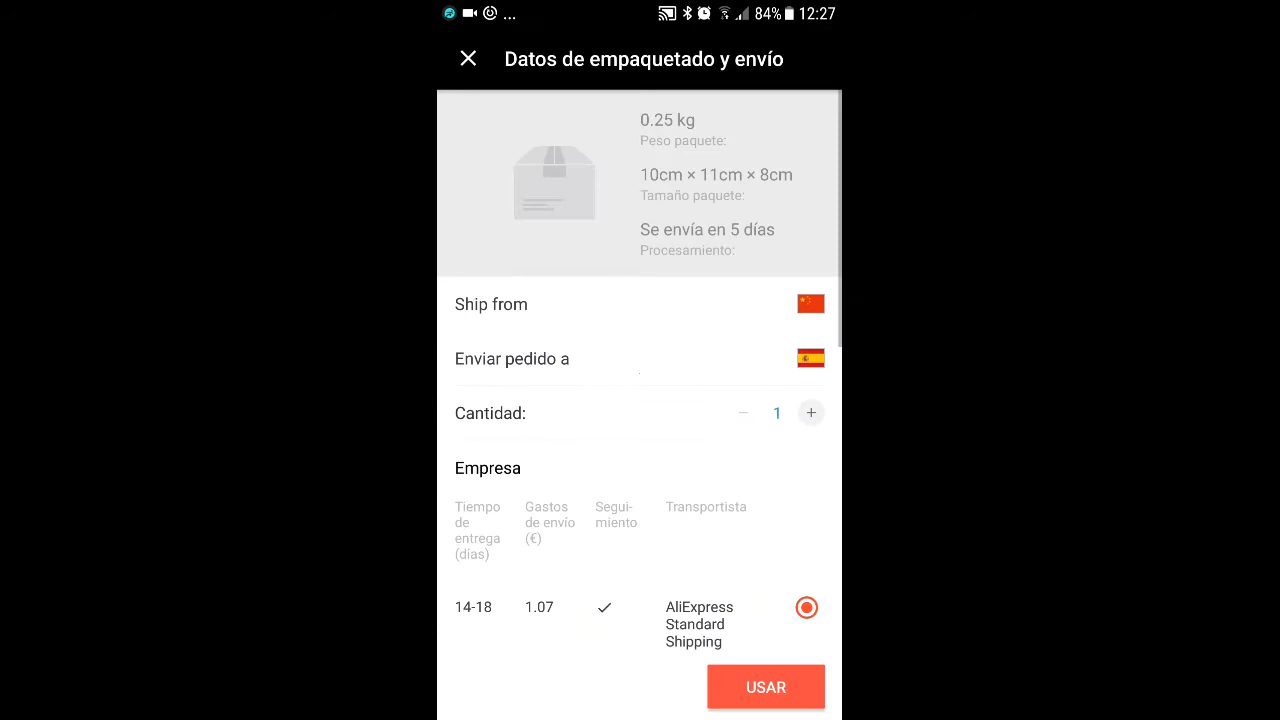 ... 84% 12:27
Datos de empaquetado y envío
0.25 kg
Peso paquete:
10cm × 11cm × 8cm
Tamaño paquete:
Se envía en 5 días
Procesamiento:
Ship from
Enviar pedido a
Cantidad: 1 +
Empresa
Tiempo de entrega (días) Gastos de envío (€) Segui-miento Transportista
14-18 1.07 AliExpress Standard Shipping
USAR